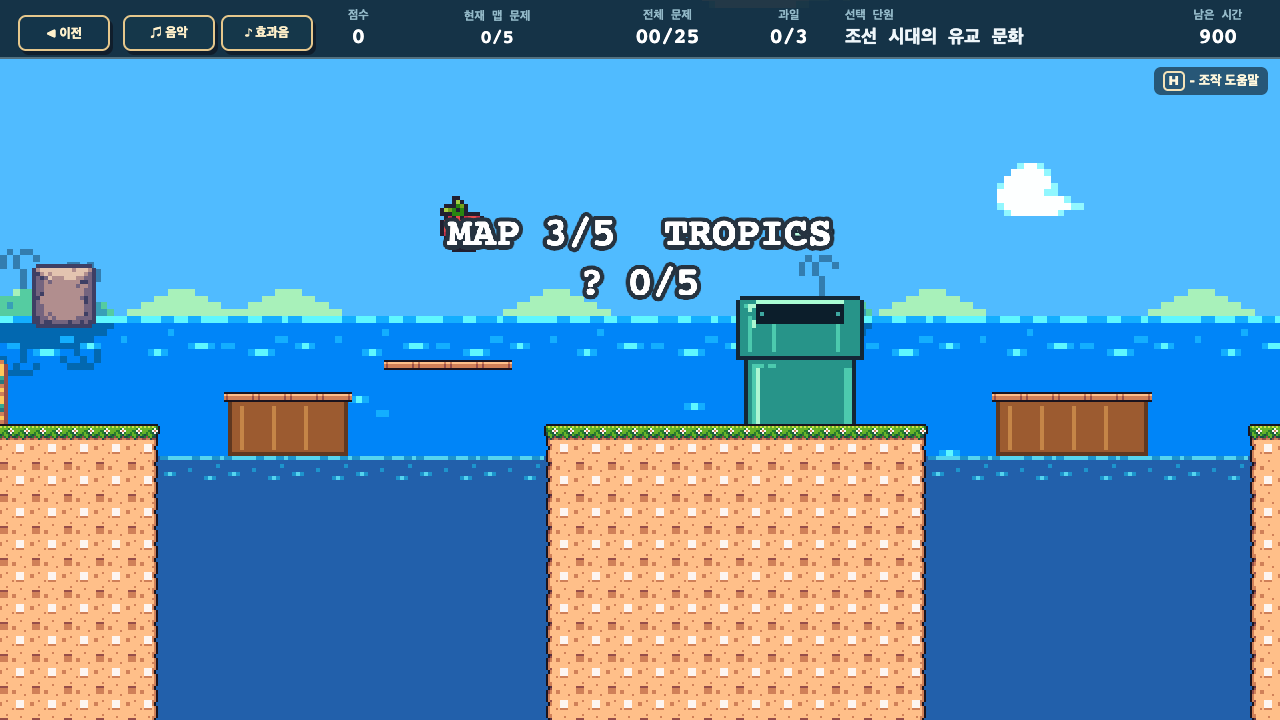 ◀ 이전
♫ 음악
♪ 효과음
점수
0
현재 맵 문제
0/5
전체 문제
00/25
과일
0/3
선택 단원
조선 시대의 유교 문화
남은 시간
900
H - 조작 도움말
MAP 3/5 TROPICS
? 0/5